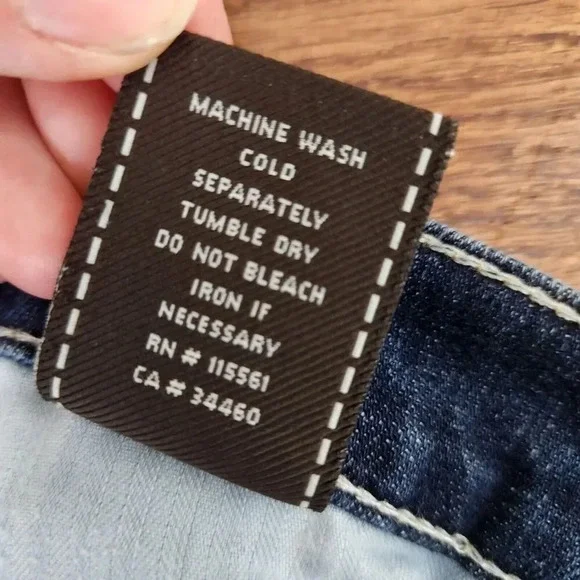 MACHINE WASH
COLD
SEPARATELY
TUMBLE DRY
DO NOT BLEACH
IRON IF
NECESSARY
RN # 115561
CA # 34460